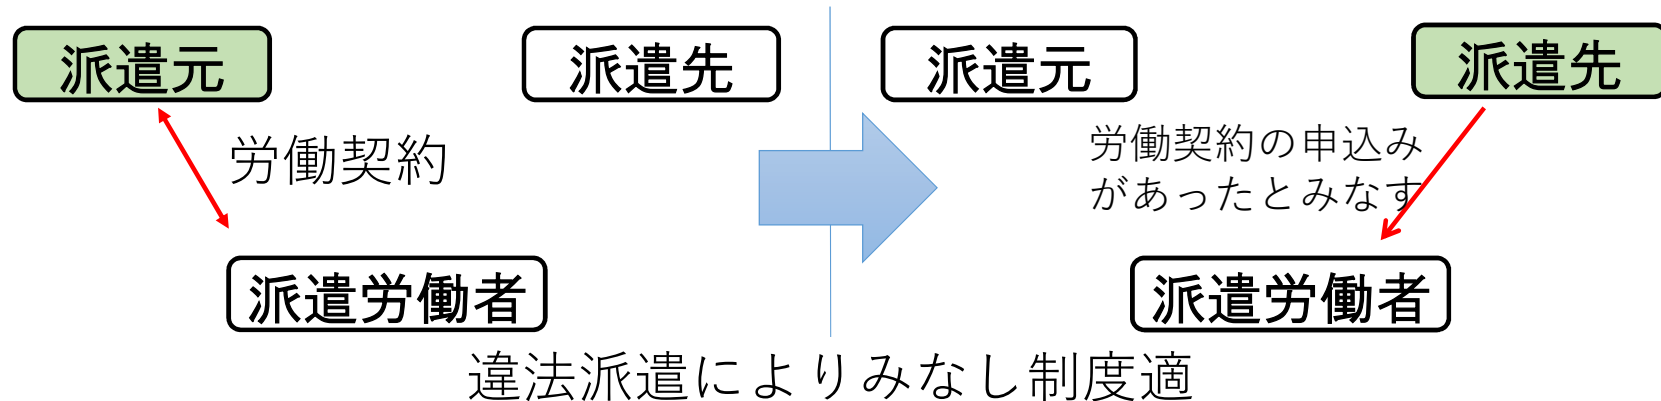 派遣元
派遣先
労働契約
派遣労働者
派遣元
派遣先
労働契約の申込み
があったとみなす
派遣労働者
違法派遣によりみなし制度適